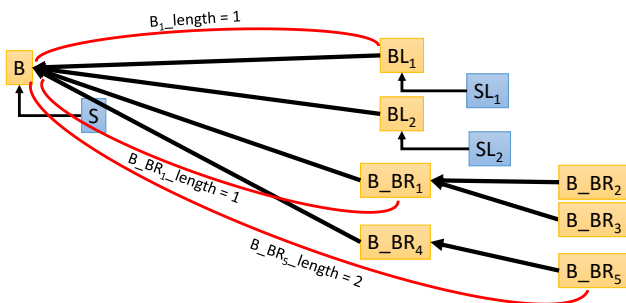 B₁_length = 1
B
BL₁
SL₁
S
BL₂
SL₂
B_BR₁_length = 1
B_BR₁
B_BR₂
B_BR₃
B_BR₄
B_BR₅_length = 2
B_BR₅